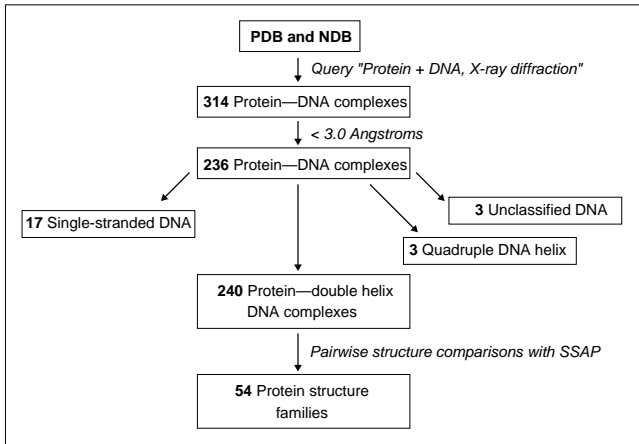 PDB and NDB
Query "Protein + DNA, X-ray diffraction"
314 Protein—DNA complexes
< 3.0 Angstroms
236 Protein—DNA complexes
17 Single-stranded DNA
3 Unclassified DNA
3 Quadruple DNA helix
240 Protein—double helix
DNA complexes
Pairwise structure comparisons with SSAP
54 Protein structure
families